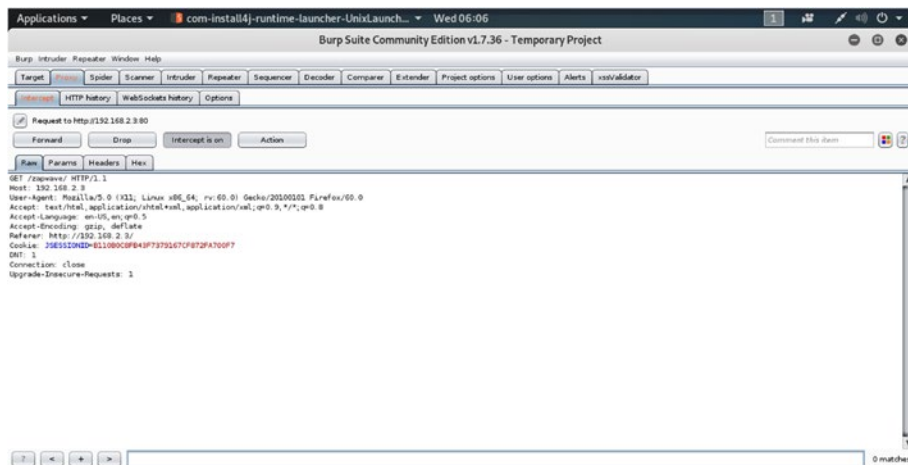 Applications Places com-install4j-runtime-launcher-UnixLaunch... Wed 06:06 1
Burp Suite Community Edition v1.7.36 - Temporary Project
Burp Intruder Repeater Window Help
Target Proxy Spider Scanner Intruder Repeater Sequencer Decoder Comparer Extender Project options User options Alerts xssValidator
Intercept HTTP history WebSockets history Options
Request to http://192.168.2.3:80
Forward Drop Intercept is on Action Comment this item ?
Raw Params Headers Hex
GET /zapwave/ HTTP/1.1
Host: 192.168.2.3
User-Agent: Mozilla/5.0 (X11; Linux x86_64; rv:60.0) Gecko/20100101 Firefox/60.0
Accept: text/html,application/xhtml+xml,application/xml;q=0.9,*/*;q=0.8
Accept-Language: en-US,en;q=0.5
Accept-Encoding: gzip, deflate
Referer: http://192.168.2.3/
Cookie:
DNT: 1
Connection: close
Upgrade-Insecure-Requests: 1
? < + > 0 matches